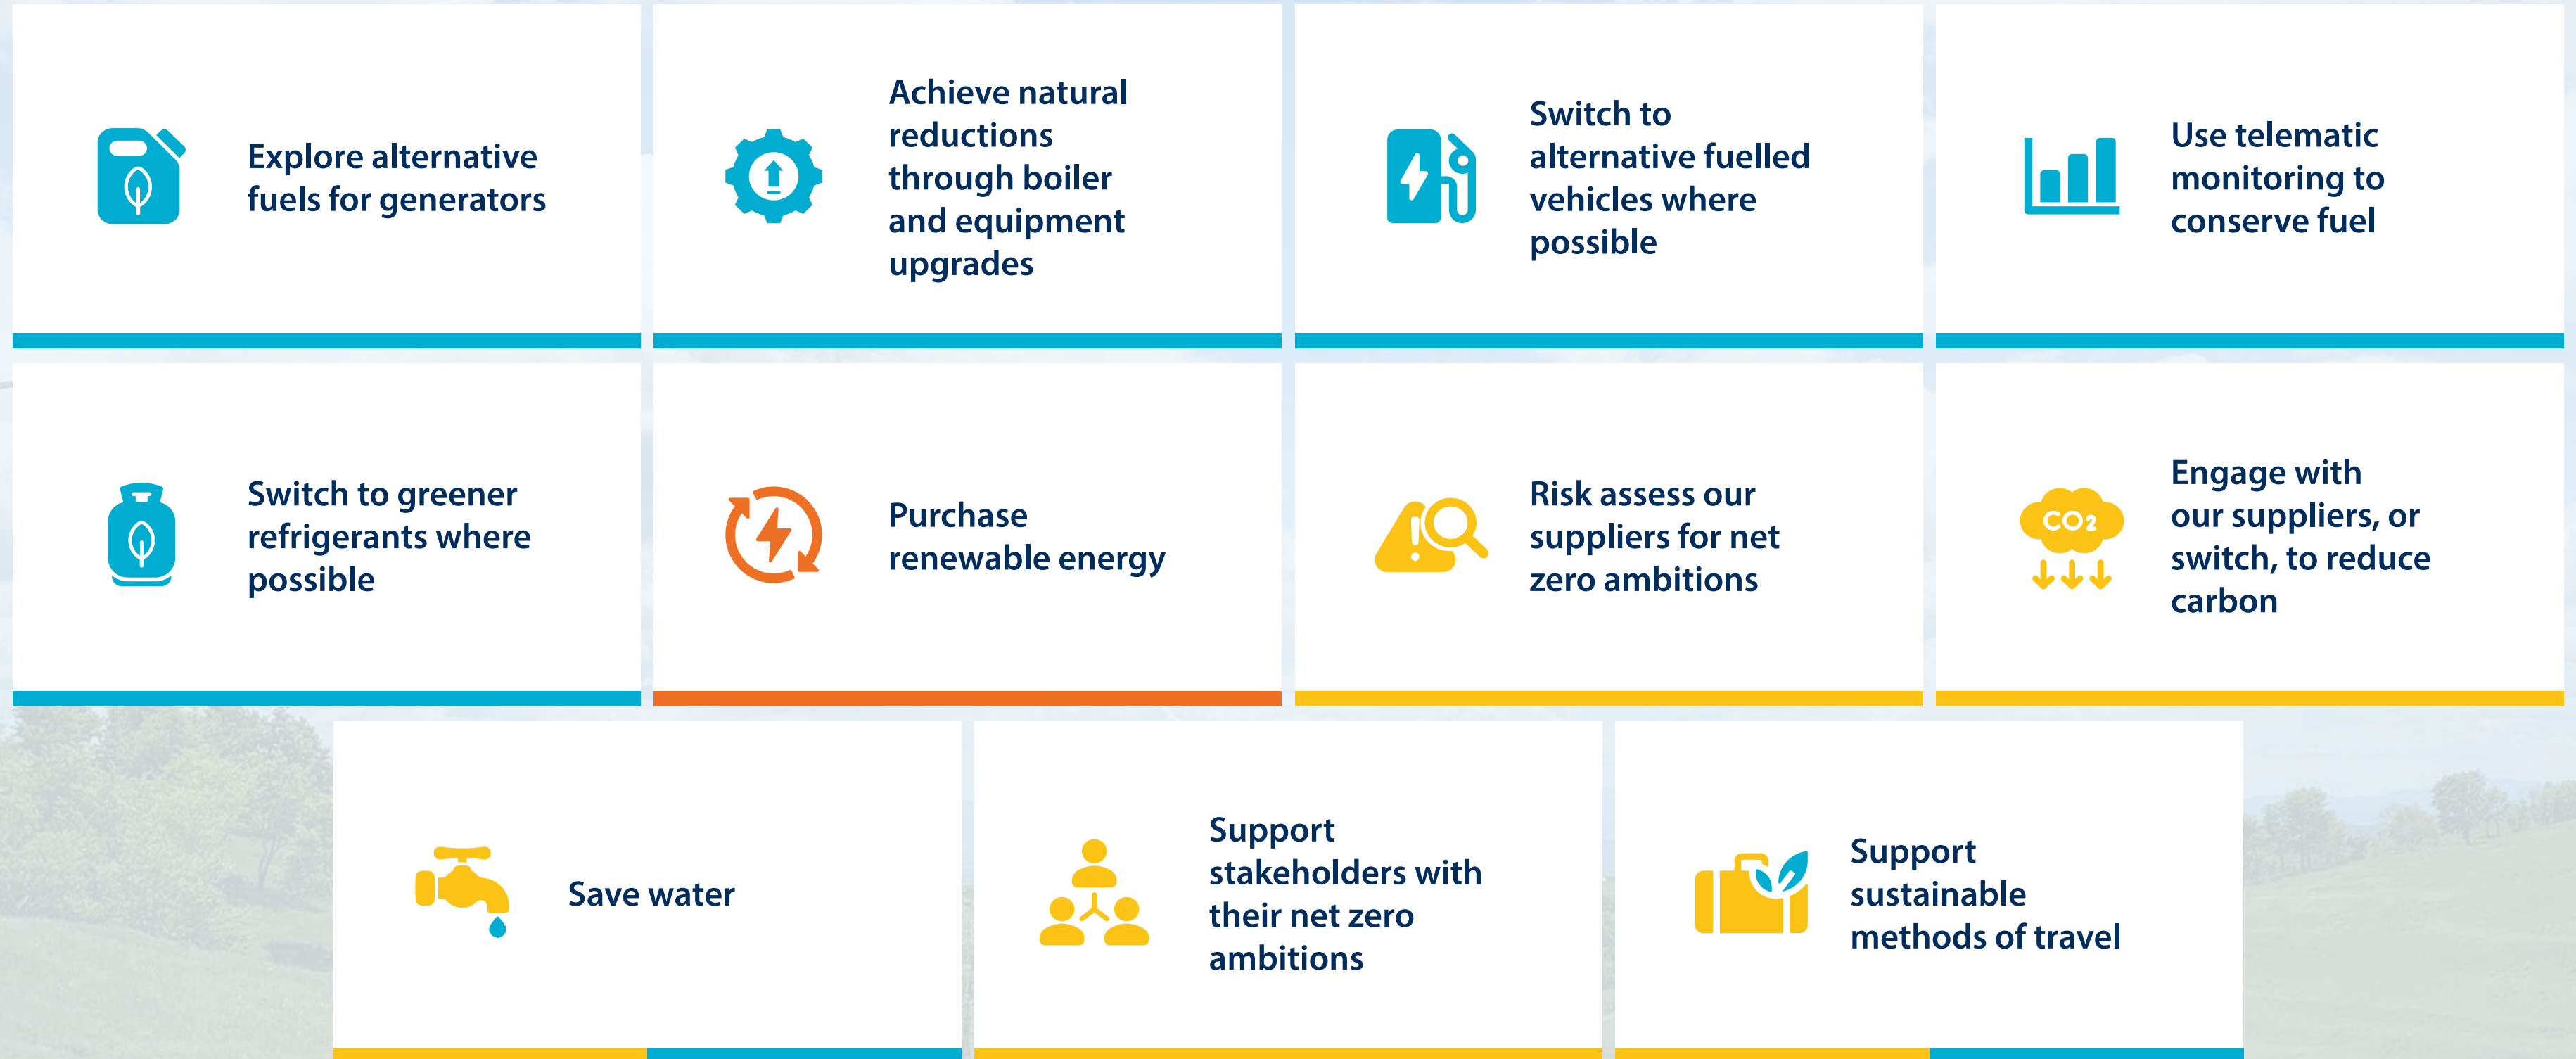 Explore alternative
fuels for generators
Achieve natural
reductions
through boiler
and equipment
upgrades
Switch to
alternative fuelled
vehicles where
possible
Use telematic
monitoring to
conserve fuel
Switch to greener
refrigerants where
possible
Purchase
renewable energy
Risk assess our
suppliers for net
zero ambitions
CO2
Engage with
our suppliers, or
switch, to reduce
carbon
Save water
Support
stakeholders with
their net zero
ambitions
Support
sustainable
methods of travel